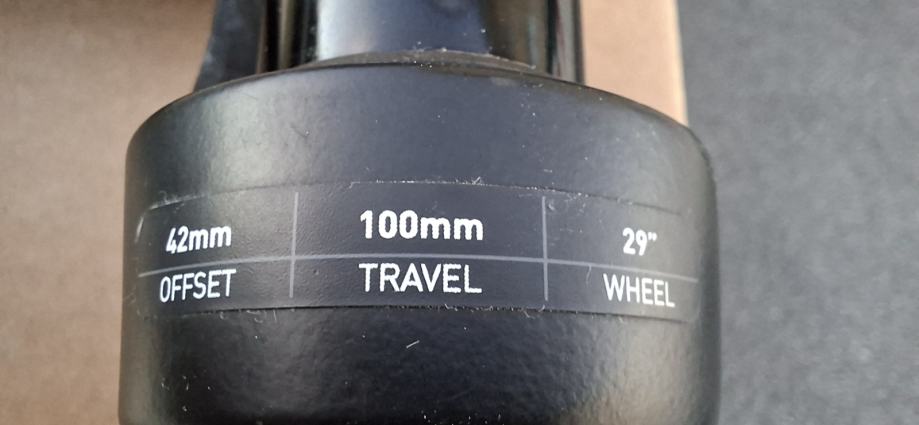 42mm 100mm 29”
OFFSET TRAVEL WHEEL